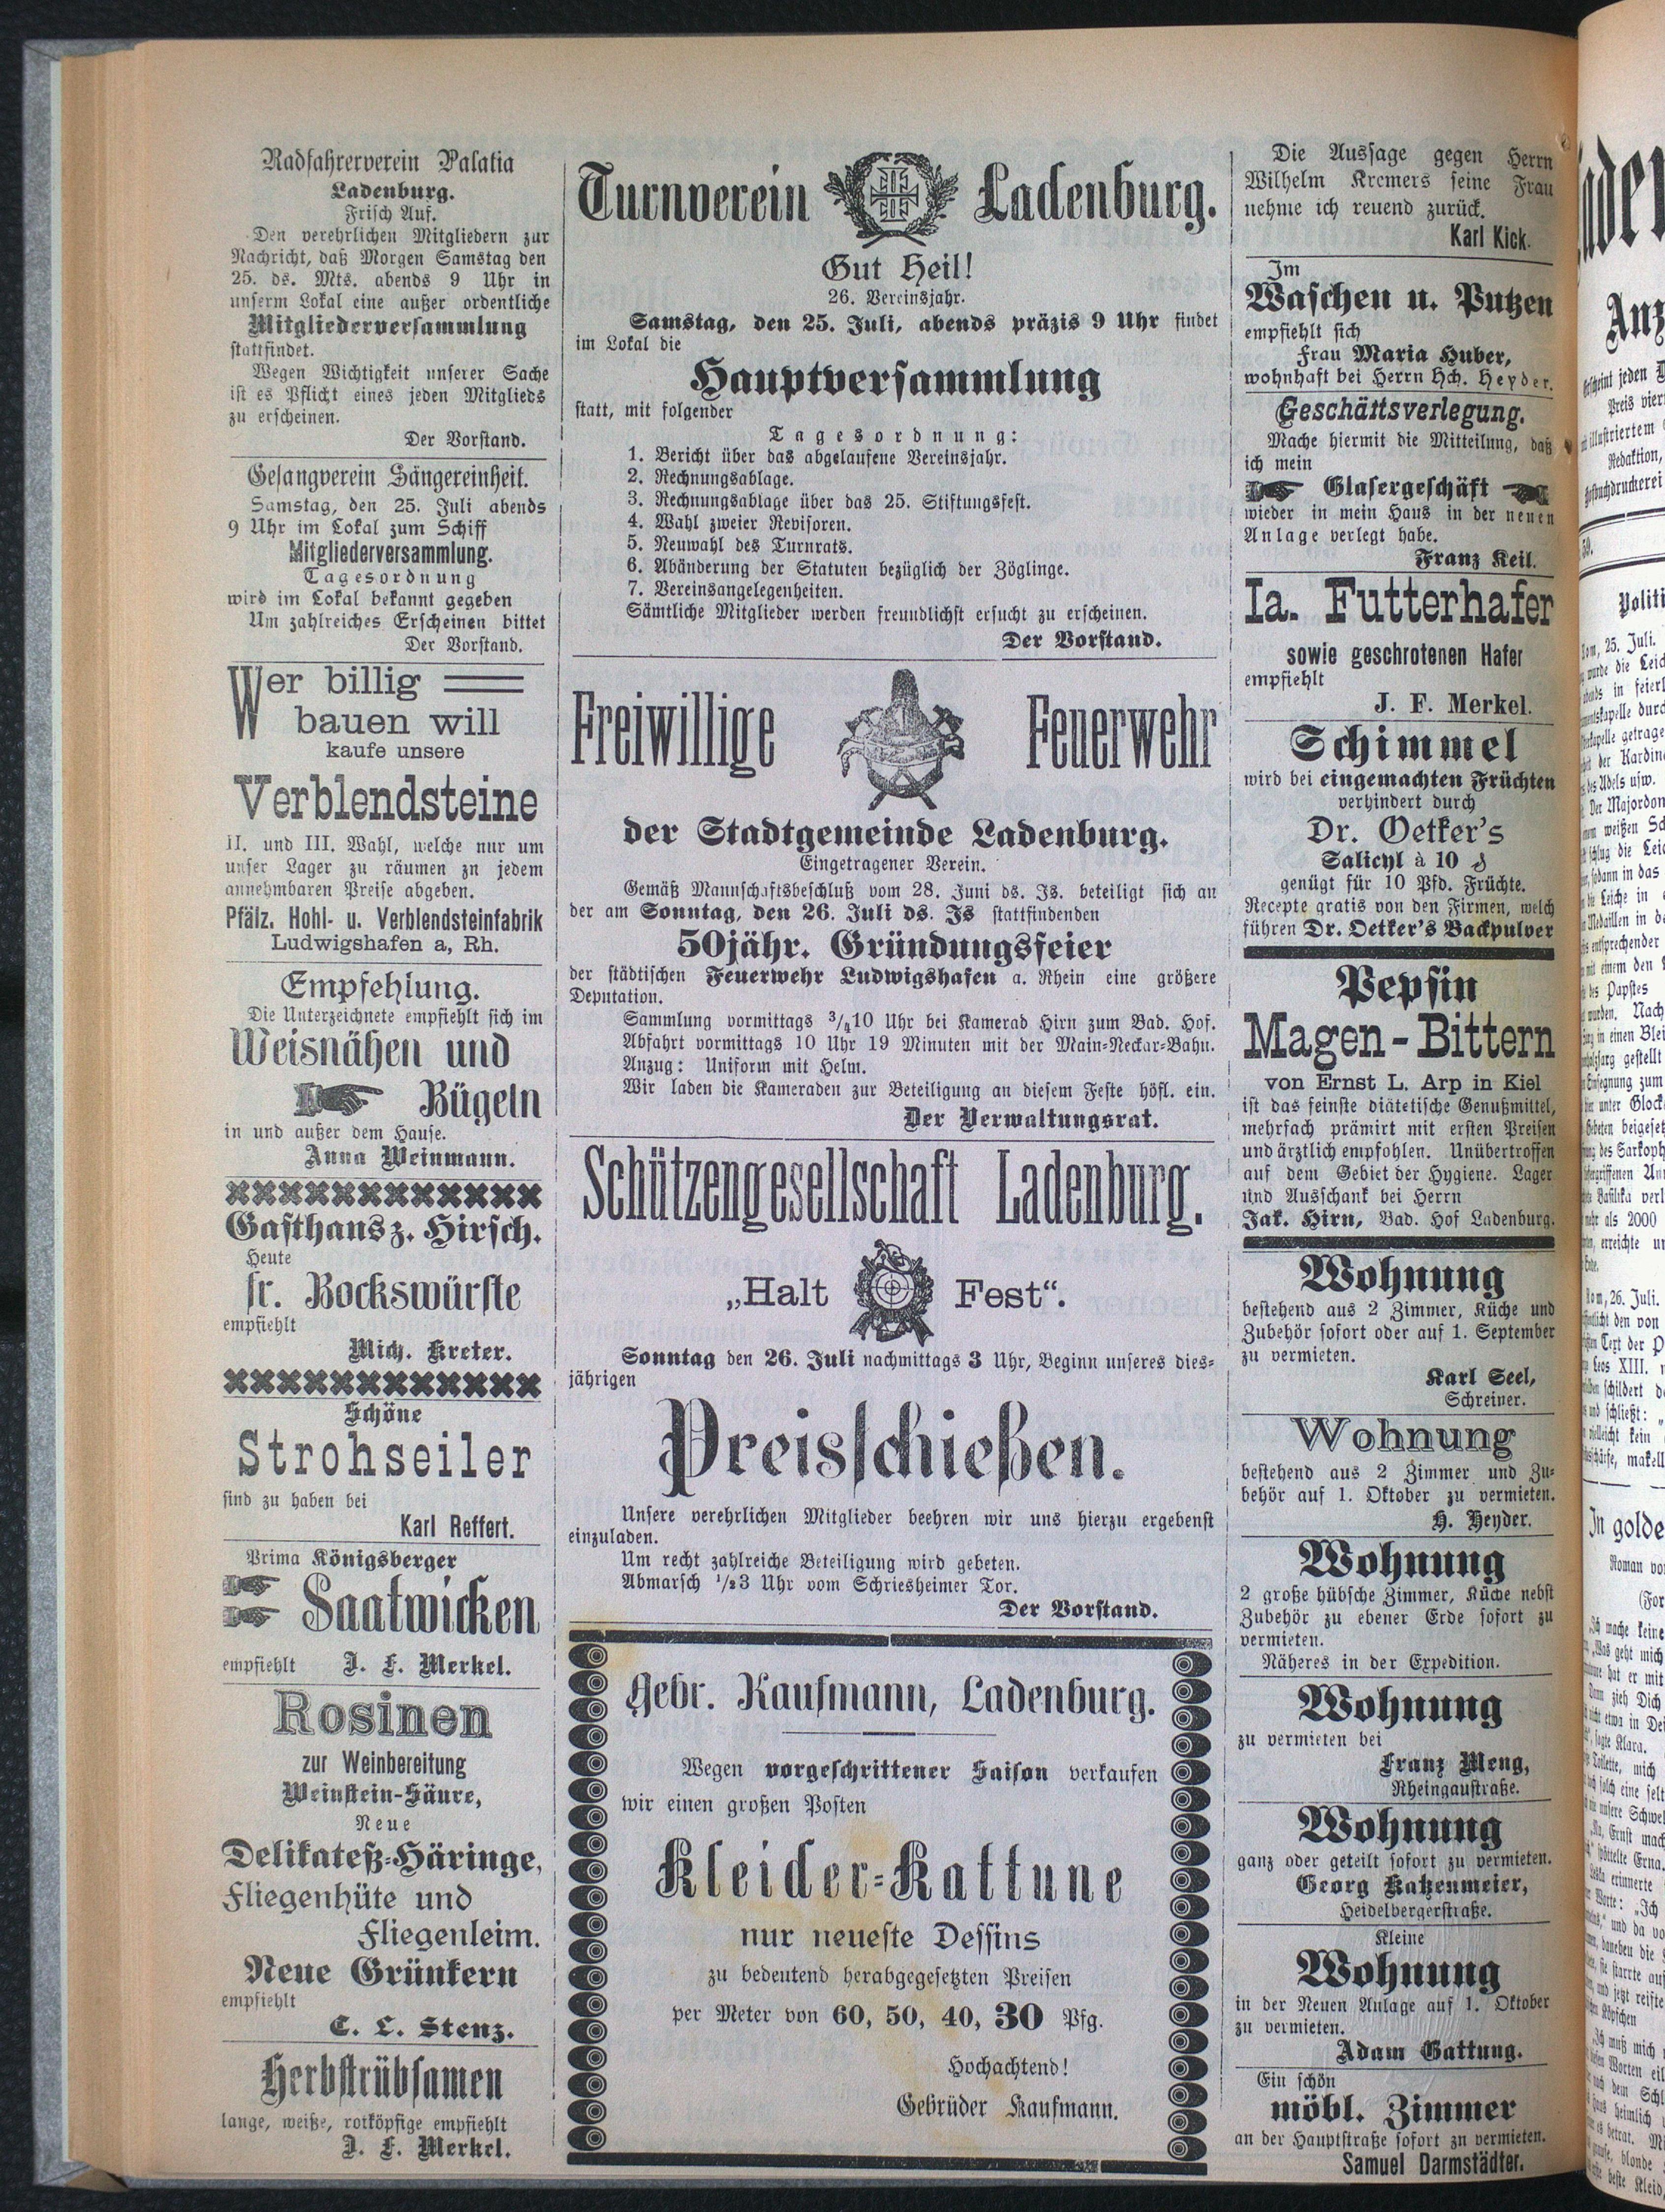 Radfahrerverein Palatia
Ladenburg.
Frisch Auf.
Den verehrlichen Mitgliedern zur
Nachricht, daß Morgen Samstag den
25. ds. Mts. abends 9 Uhr in
unserm Lokal eine außer ordentliche
Mitgliederversammlung
stattfindet.
Wegen Wichtigkeit unserer Sache
ist es Pflicht eines jeden Mitglieds
zu erscheinen.
Der Vorstand.
Gesangverein Sängereinheit.
Samstag, den 25. Juli abends
9 Uhr im Lokal zum Schiff
Mitgliederversammlung.
Tagesordnung
wird im Lokal bekannt gegeben
Um zahlreiches Erscheinen bittet
Der Vorstand.
Wer billig
bauen will
kaufe unsere
Verblendsteine
II. und III. Wahl, welche nur um
unser Lager zu räumen zn jedem
annehmbaren Preise abgeben.
Pfälz. Hohl- u. Verblendsteinfabrik
Ludwigshafen a, Rh.
Empfehlung.
Die Unterzeichnete empfiehlt sich im
Weisnähen und
Bügeln
in und außer dem Hause.
Anna Weinmann.
Gasthaus z. Hirsch.
Heute
fr. Bockswürste
empfiehlt
Mich. Kreter.
Schöne
Strohseiler
sind zu haben bei
Karl Reffert.
Prima Königsberger
Saatwicken
empfiehlt J. F. Merkel.
Rosinen
zur Weinbereitung
Weinstein-Säure,
Neue
Delikateß-Häringe,
Fliegenhüte und
Fliegenleim.
Neue Grünkern
empfiehlt
C. L. Stenz.
Herbstrübsamen
lange, weiße, rotköpfige empfiehlt
J. F. Merkel.
Turnverein Ladenburg.
Gut Heil!
26. Vereinsjahr.
Samstag, den 25. Juli, abends präzis 9 Uhr findet
im Lokal die
Hauptversammlung
statt, mit folgender
Tagesordnung:
1. Bericht über das abgelaufene Vereinsjahr.
2. Rechnungsablage.
3. Rechnungsablage über das 25. Stiftungsfest.
4. Wahl zweier Revisoren.
5. Neuwahl des Turnrats.
6. Abänderung der Statuten bezüglich der Zöglinge.
7. Vereinsangelegenheiten.
Sämtliche Mitglieder werden freundlichst ersucht zu erscheinen.
Der Vorstand.
Freiwillige Feuerwehr
der Stadtgemeinde Ladenburg.
Eingetragener Verein.
Gemäß Mannschaftsbeschluß vom 28. Juni ds. Js. beteiligt sich an
der am Sonntag, den 26. Juli ds. Js stattfindenden
50jähr. Gründungsfeier
der städtischen Feuerwehr Ludwigshafen a. Rhein eine größere
Deputation.
Sammlung vormittags 3/4 10 Uhr bei Kamerad Hirn zum Bad. Hof.
Abfahrt vormittags 10 Uhr 19 Minuten mit der Main-Neckar-Bahn.
Anzug: Uniform mit Helm.
Wir laden die Kameraden zur Beteiligung an diesem Feste höfl. ein.
Der Verwaltungsrat.
Schützengesellschaft Ladenburg.
„Halt Fest“.
Sonntag den 26. Juli nachmittags 3 Uhr, Beginn unseres dies-
jährigen
Preisschießen.
Unsere verehrlichen Mitglieder beehren wir uns hierzu ergebenst
einzuladen.
Um recht zahlreiche Beteiligung wird gebeten.
Abmarsch 1/2 3 Uhr vom Schriesheimer Tor.
Der Vorstand.
Gebr. Kaufmann, Ladenburg.
Wegen vorgeschrittener Saison verkaufen
wir einen großen Posten
Kleider-Kattune
nur neueste Dessins
zu bedeutend herabgegesetzten Preisen
per Meter von 60, 50, 40, 30 Pfg.
Hochachtend!
Gebrüder Kaufmann.
Die Aussage gegen Herrn
Wilhelm Kremers seine Frau
nehme ich reuend zurück.
Karl Kick.
Im
Waschen u. Putzen
empfiehlt sich
Frau Maria Huber,
wohnhaft bei Herrn Hch. Heyder.
Geschättsverlegung.
Mache hiermit die Mitteilung, daß
ich mein
Glasergeschäft
wieder in mein Haus in der neuen
Anlage verlegt habe.
Franz Keil.
Ia. Futterhafer
sowie geschrotenen Hafer
empfiehlt
J. F. Merkel.
Schimmel
wird bei eingemachten Früchten
verhindert durch
Dr. Oetker's
Salicyl à 10 ₰
genügt für 10 Pfd. Früchte.
Recepte gratis von den Firmen, welch
führen Dr. Oetker's Backpulver
Pepsin
Magen-Bittern
von Ernst L. Arp in Kiel
ist das feinste diätetische Genußmittel,
mehrfach prämirt mit ersten Preisen
und ärztlich empfohlen. Unübertroffen
auf dem Gebiet der Hygiene. Lager
und Ausschank bei Herrn
Jak. Hirn, Bad. Hof Ladenburg.
Wohnung
bestehend aus 2 Zimmer, Küche und
Zubehör sofort oder auf 1. September
zu vermieten.
Karl Seel,
Schreiner.
Wohnung
bestehend aus 2 Zimmer und Zu-
behör auf 1. Oktober zu vermieten.
H. Heyder.
Wohnung
2 große hübsche Zimmer, Küche nebst
Zubehör zu ebener Erde sofort zu
vermieten.
Näheres in der Expedition.
Wohnung
zu vermieten bei
Franz Meng,
Rheingaustraße.
Wohnung
ganz oder geteilt sofort zu vermieten.
Georg Katzenmeier,
Heidelbergerstraße.
Kleine
Wohnung
in der Neuen Anlage auf 1. Oktober
zu vermieten.
Adam Gattung.
Ein schön
möbl. Zimmer
an der Hauptstraße sofort zn vermieten.
Samuel Darmstädter.